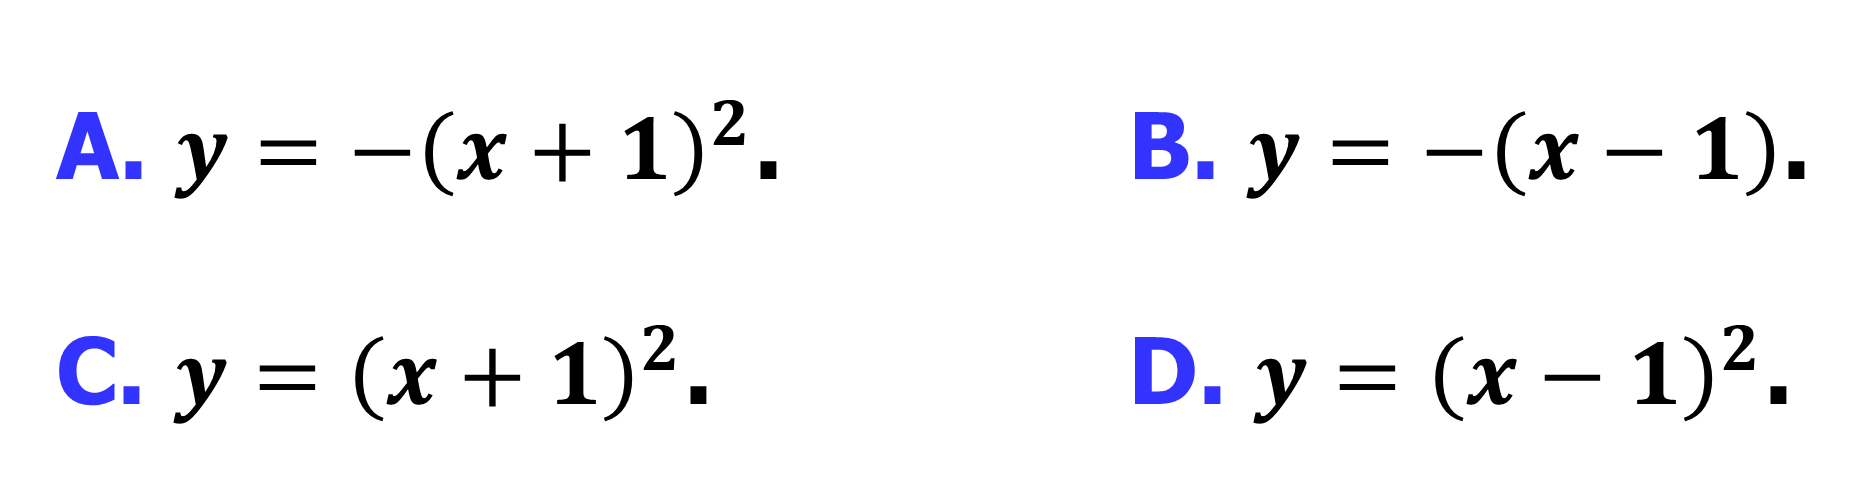 A. y = −(x + 1)². B. y = −(x − 1).
C. y = (x + 1)². D. y = (x − 1)².